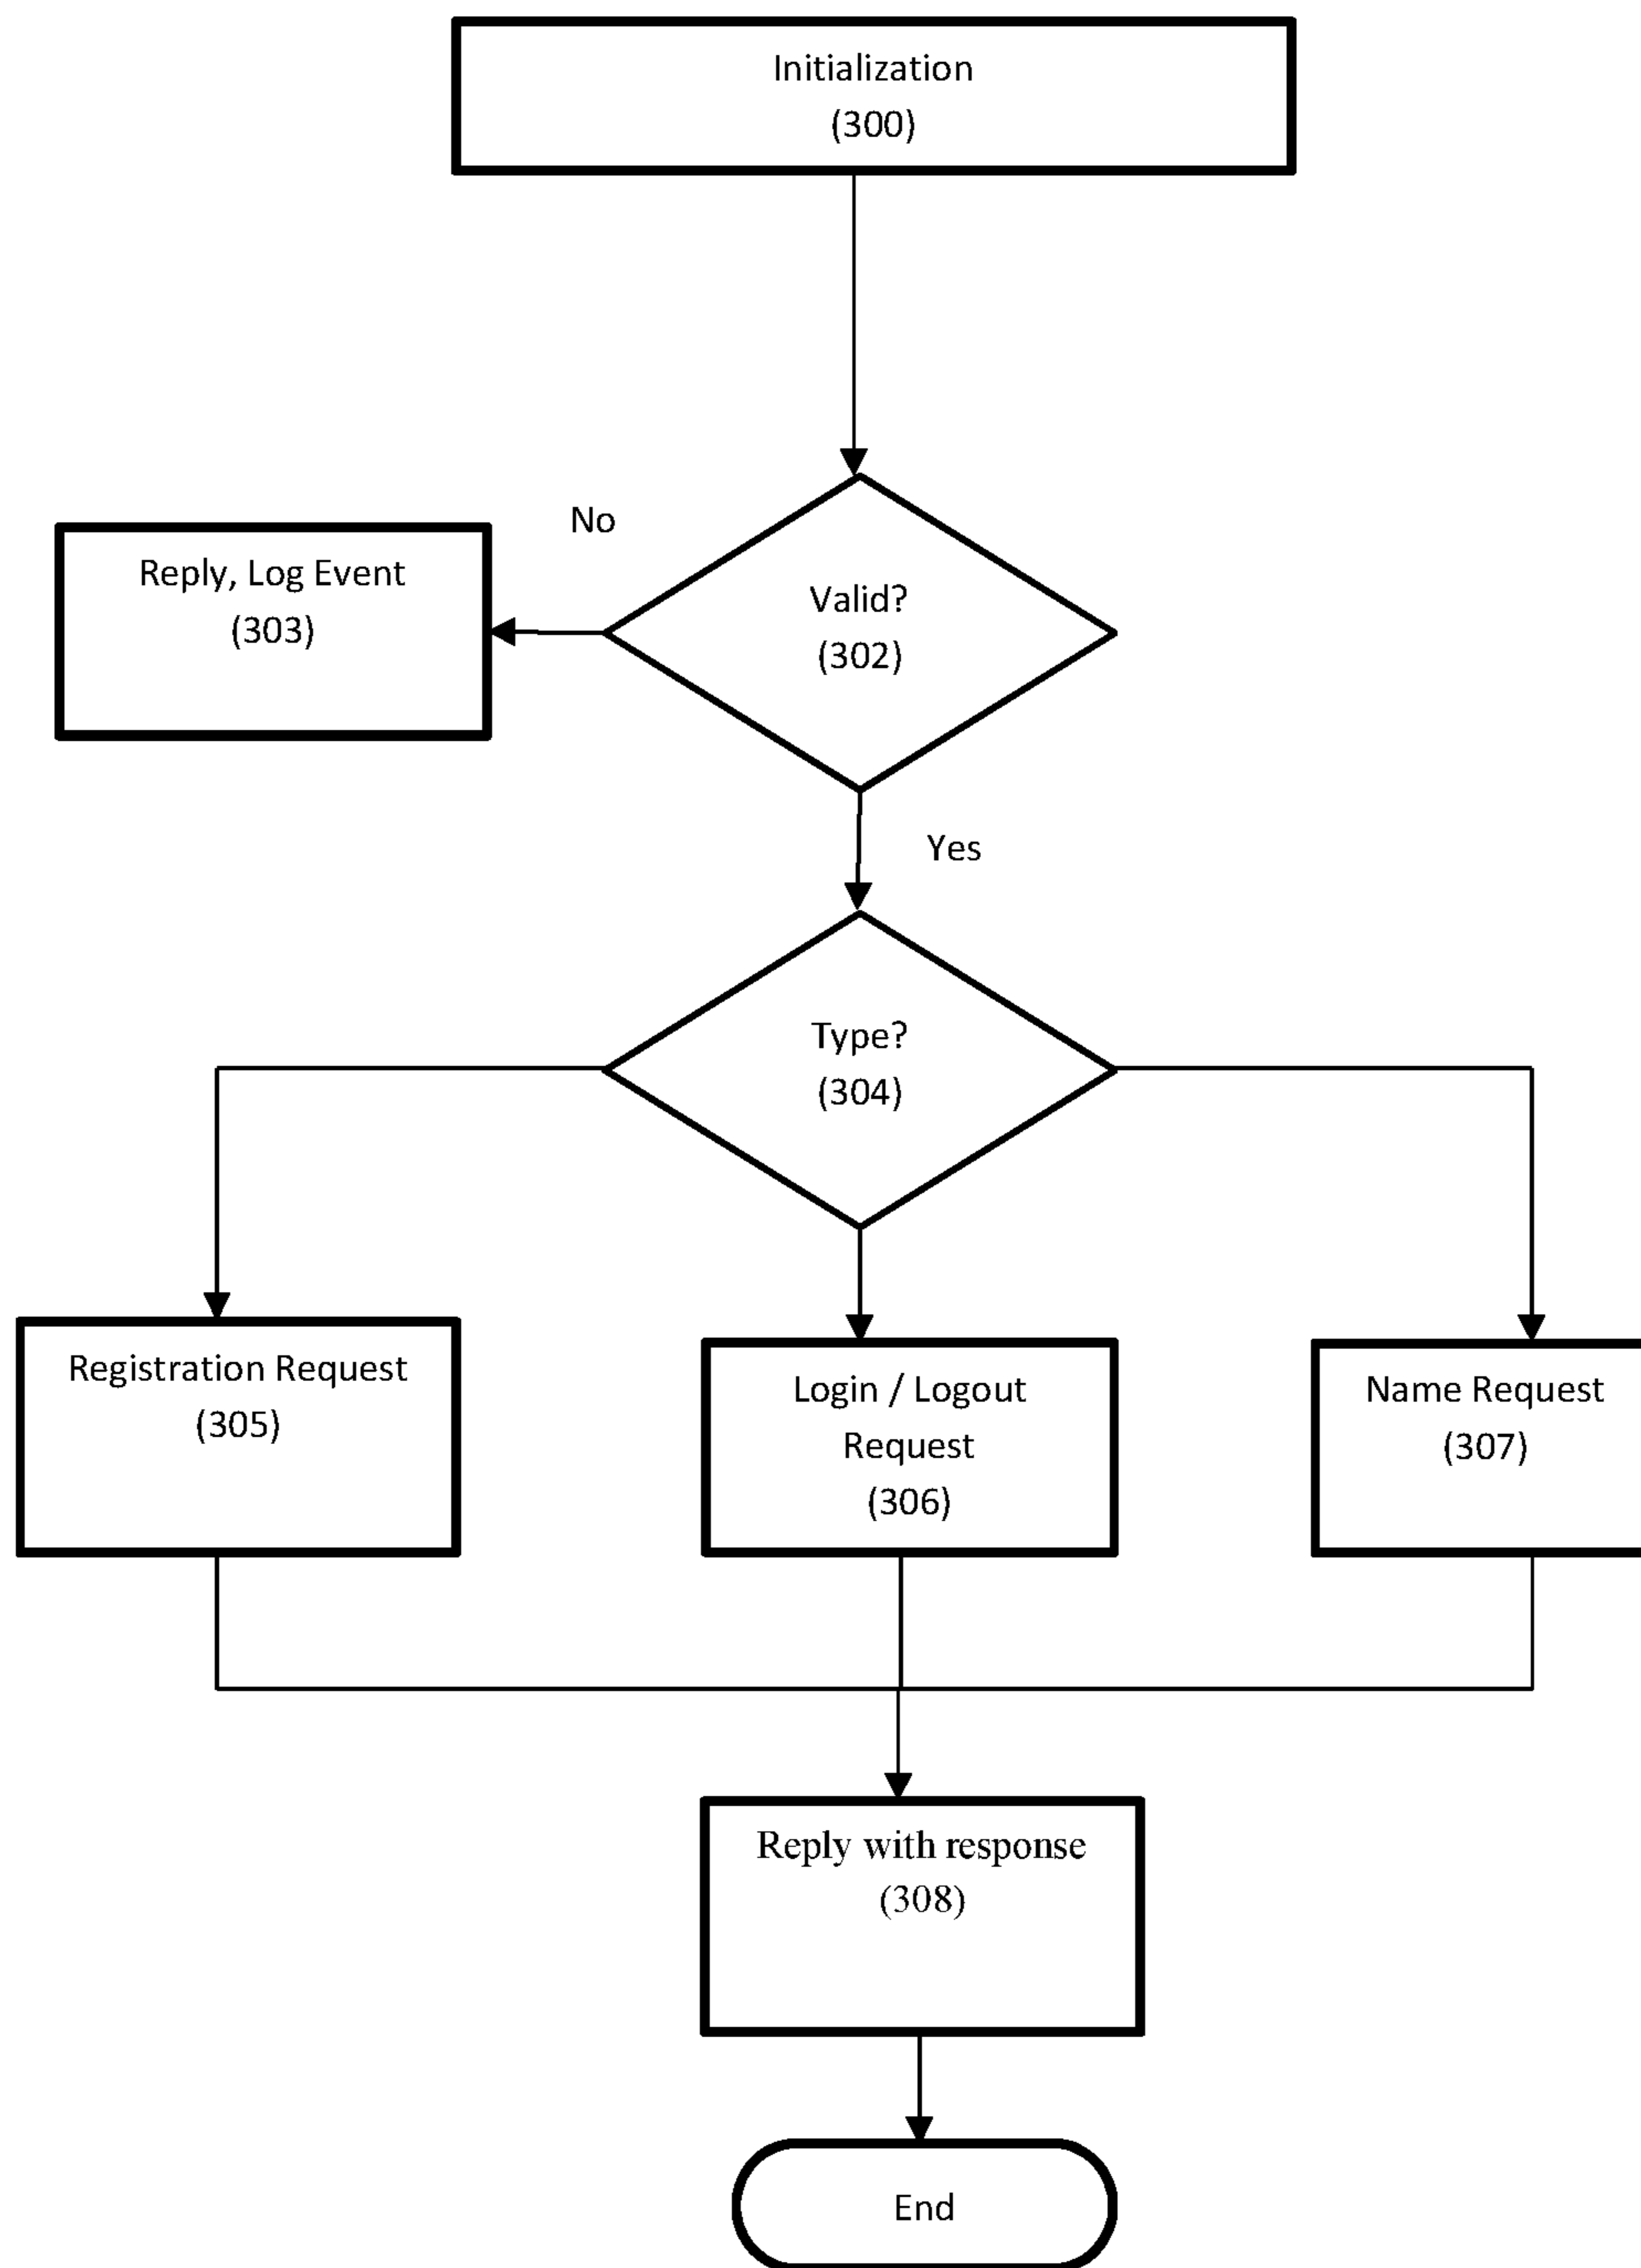 Initialization
(300)
No
Reply, Log Event
(303)
Valid?
(302)
Yes
Type?
(304)
Registration Request
(305)
Login / Logout
Request
(306)
Name Request
(307)
Reply with response
(308)
End